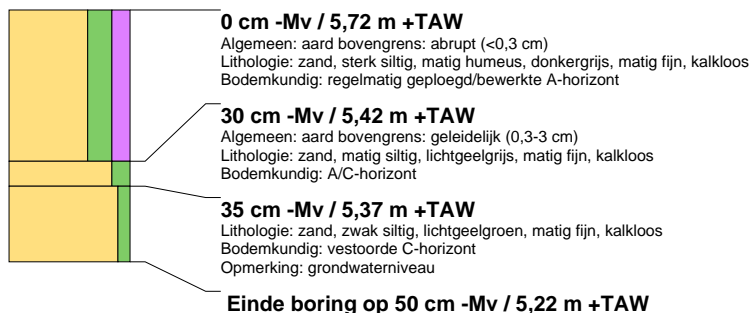 0 cm -Mv / 5,72 m +TAW
Algemeen: aard bovengrens: abrupt (<0,3 cm)
Lithologie: zand, sterk siltig, matig humeus, donkergrijs, matig fijn, kalkloos
Bodemkundig: regelmatig geploegd/bewerkte A-horizont
30 cm -Mv / 5,42 m +TAW
Algemeen: aard bovengrens: geleidelijk (0,3-3 cm)
Lithologie: zand, matig siltig, lichtgeelgrijs, matig fijn, kalkloos
Bodemkundig: A/C-horizont
35 cm -Mv / 5,37 m +TAW
Lithologie: zand, zwak siltig, lichtgeelgroen, matig fijn, kalkloos
Bodemkundig: vestoorde C-horizont
Opmerking: grondwaterniveau
Einde boring op 50 cm -Mv / 5,22 m +TAW